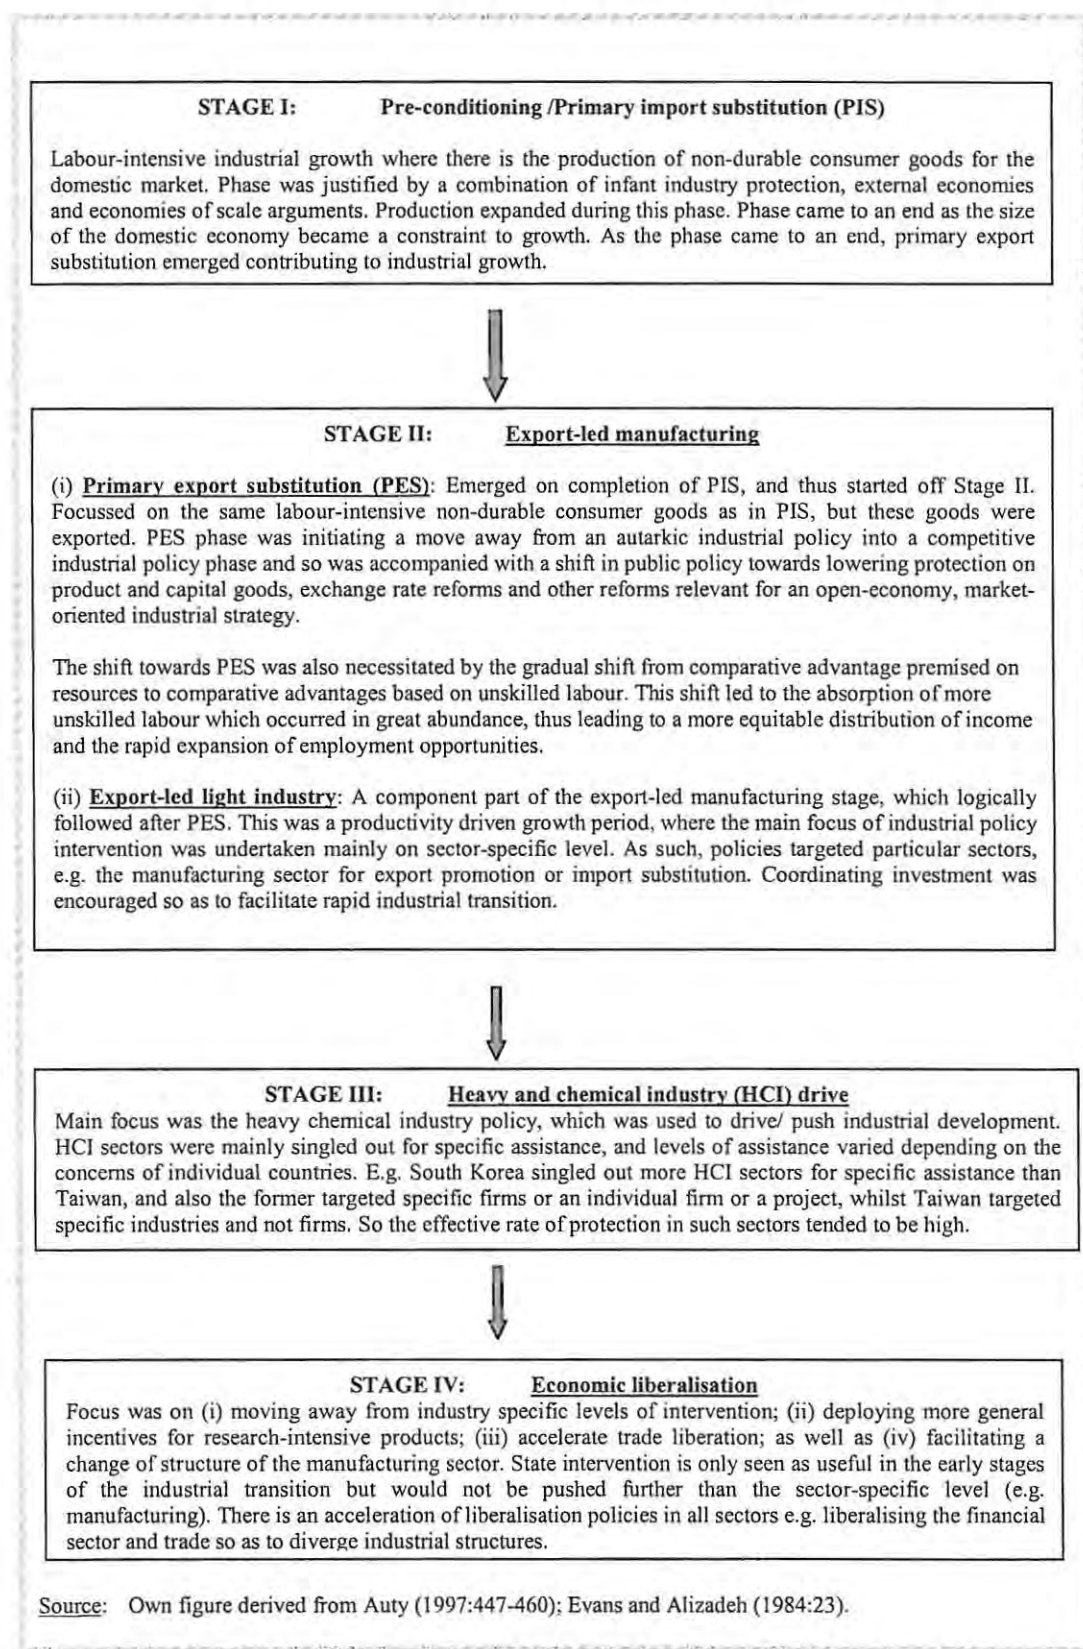 STAGE I: Pre-conditioning /Primary import substitution (PIS)
Labour-intensive industrial growth where there is the production of non-durable consumer goods for the
domestic market. Phase was justified by a combination of infant industry protection, external economies
and economies of scale arguments. Production expanded during this phase. Phase came to an end as the size
of the domestic economy became a constraint to growth. As the phase came to an end, primary export
substitution emerged contributing to industrial growth.
STAGE II: Export-led manufacturing
(i) Primary export substitution (PES): Emerged on completion of PIS, and thus started off Stage II.
Focussed on the same labour-intensive non-durable consumer goods as in PIS, but these goods were
exported. PES phase was initiating a move away from an autarkic industrial policy into a competitive
industrial policy phase and so was accompanied with a shift in public policy towards lowering protection on
product and capital goods, exchange rate reforms and other reforms relevant for an open-economy, market-
oriented industrial strategy.
The shift towards PES was also necessitated by the gradual shift from comparative advantage premised on
resources to comparative advantages based on unskilled labour. This shift led to the absorption of more
unskilled labour which occurred in great abundance, thus leading to a more equitable distribution of income
and the rapid expansion of employment opportunities.
(ii) Export-led light industry: A component part of the export-led manufacturing stage, which logically
followed after PES. This was a productivity driven growth period, where the main focus of industrial policy
intervention was undertaken mainly on sector-specific level. As such, policies targeted particular sectors,
e.g. the manufacturing sector for export promotion or import substitution. Coordinating investment was
encouraged so as to facilitate rapid industrial transition.
STAGE III: Heavy and chemical industry (HCI) drive
Main focus was the heavy chemical industry policy, which was used to drive/ push industrial development.
HCI sectors were mainly singled out for specific assistance, and levels of assistance varied depending on the
concerns of individual countries. E.g. South Korea singled out more HCI sectors for specific assistance than
Taiwan, and also the former targeted specific firms or an individual firm or a project, whilst Taiwan targeted
specific industries and not firms. So the effective rate of protection in such sectors tended to be high.
STAGE IV: Economic liberalisation
Focus was on (i) moving away from industry specific levels of intervention; (ii) deploying more general
incentives for research-intensive products; (iii) accelerate trade liberation; as well as (iv) facilitating a
change of structure of the manufacturing sector. State intervention is only seen as useful in the early stages
of the industrial transition but would not be pushed further than the sector-specific level (e.g.
manufacturing). There is an acceleration of liberalisation policies in all sectors e.g. liberalising the financial
sector and trade so as to diverge industrial structures.
Source: Own figure derived from Auty (1997:447-460); Evans and Alizadeh (1984:23).